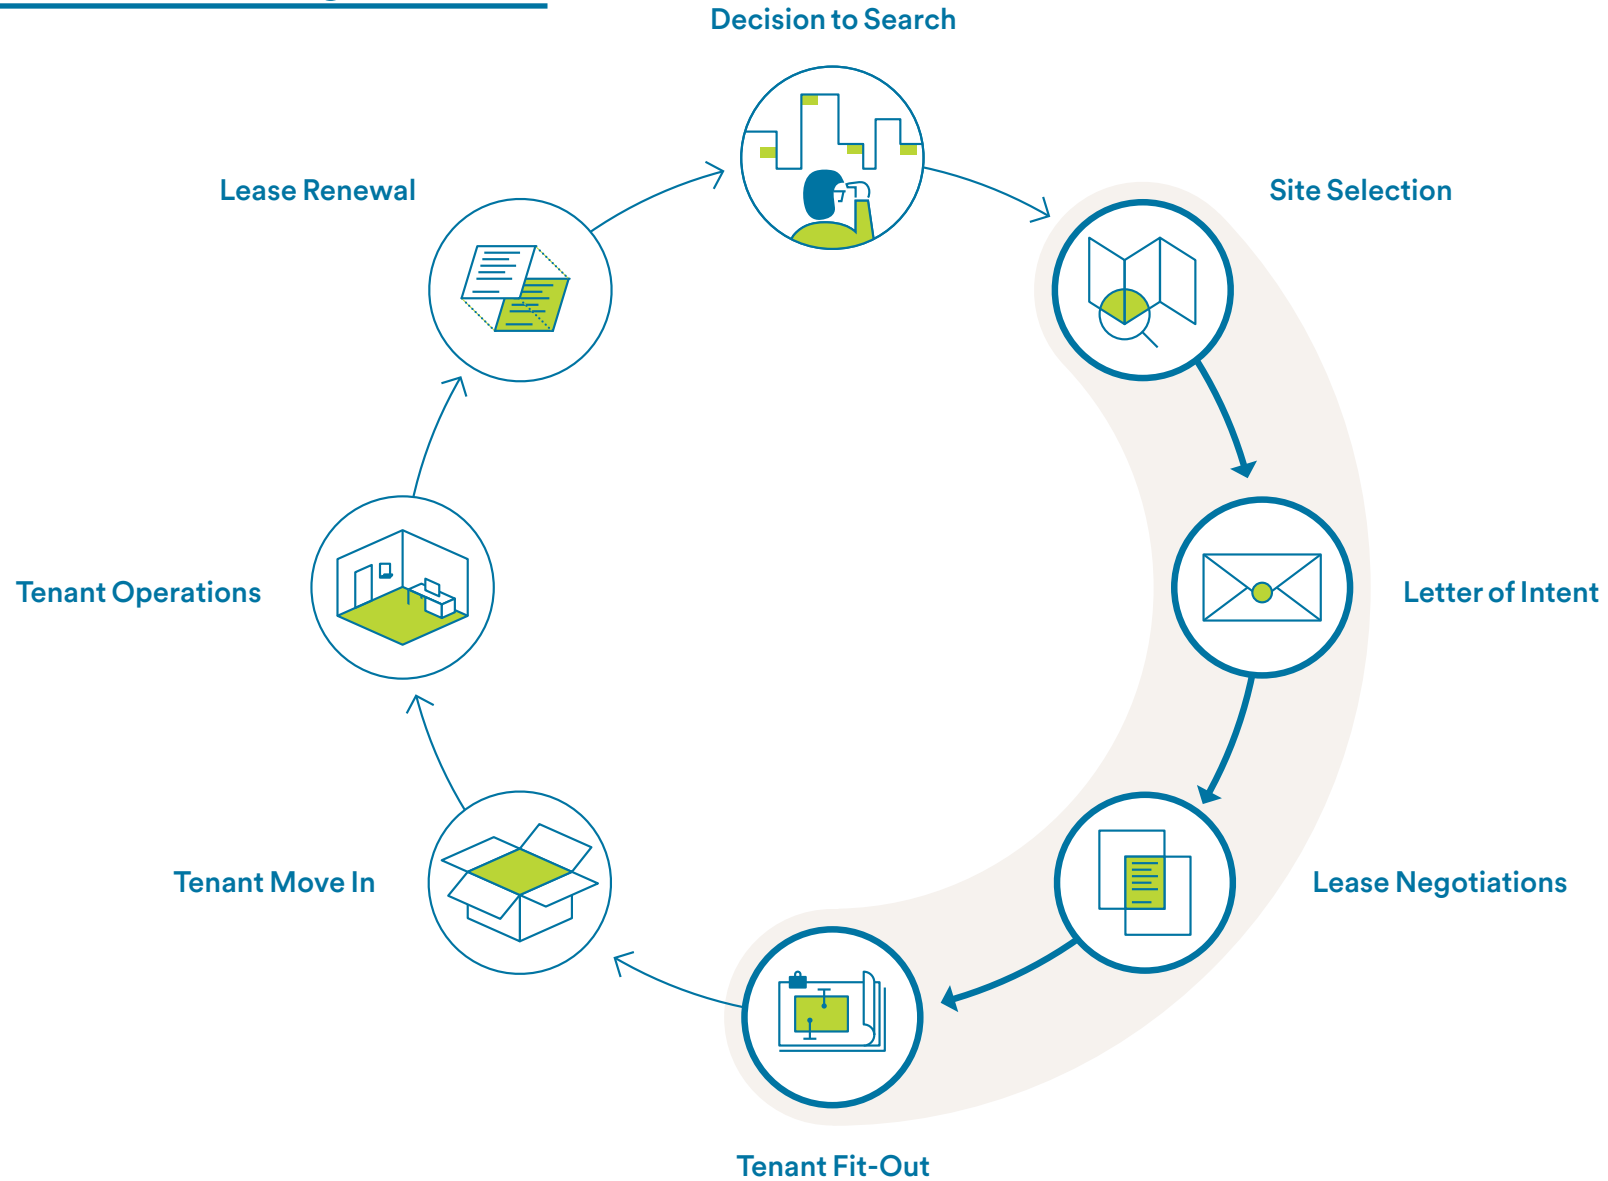 Decision to Search
Site Selection
Letter of Intent
Lease Negotiations
Tenant Fit-Out
Tenant Move In
Tenant Operations
Lease Renewal